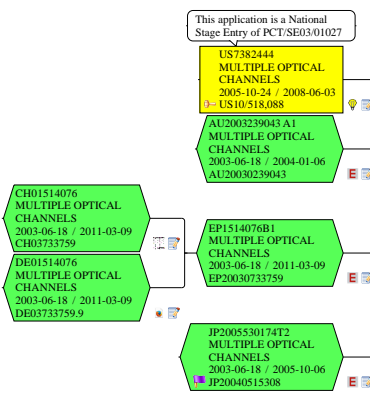 This application is a National
Stage Entry of PCT/SE03/01027
US7382444
MULTIPLE OPTICAL
CHANNELS
2005-10-24 / 2008-06-03
US10/518,088
AU2003239043 A1
MULTIPLE OPTICAL
CHANNELS
2003-06-18 / 2004-01-06
AU20030239043
E
CH01514076
MULTIPLE OPTICAL
CHANNELS
2003-06-18 / 2011-03-09
CH03733759
DE01514076
MULTIPLE OPTICAL
CHANNELS
2003-06-18 / 2011-03-09
DE03733759.9
EP1514076B1
MULTIPLE OPTICAL
CHANNELS
2003-06-18 / 2011-03-09
EP20030733759
E
JP2005530174T2
MULTIPLE OPTICAL
CHANNELS
2003-06-18 / 2005-10-06
JP20040515308
E